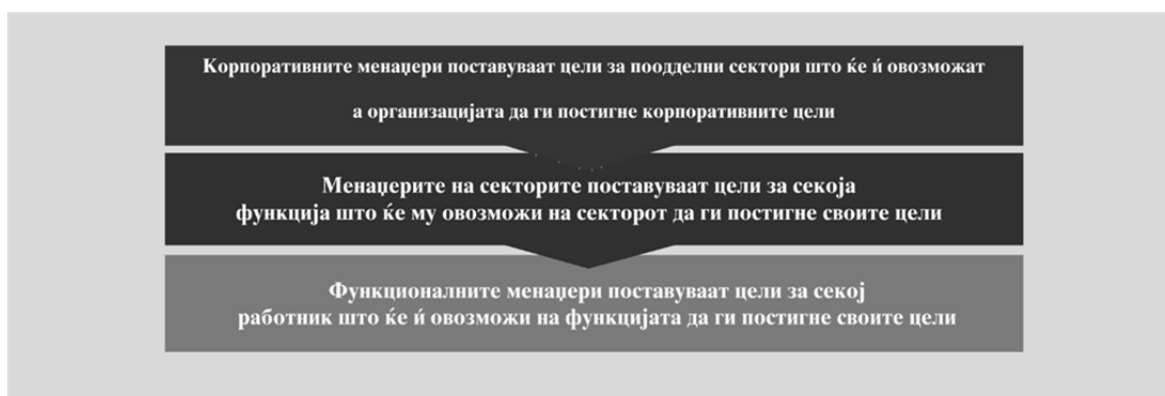 Корпоративните менаџери поставуваат цели за поодделни сектори што ќе ѝ овозможат
а организацијата да ги постигне корпоративните цели
Менаџерите на секторите поставуваат цели за секоја
функција што ќе му овозможи на секторот да ги постигне своите цели
Функционалните менаџери поставуваат цели за секој
работник што ќе ѝ овозможи на функцијата да ги постигне своите цели